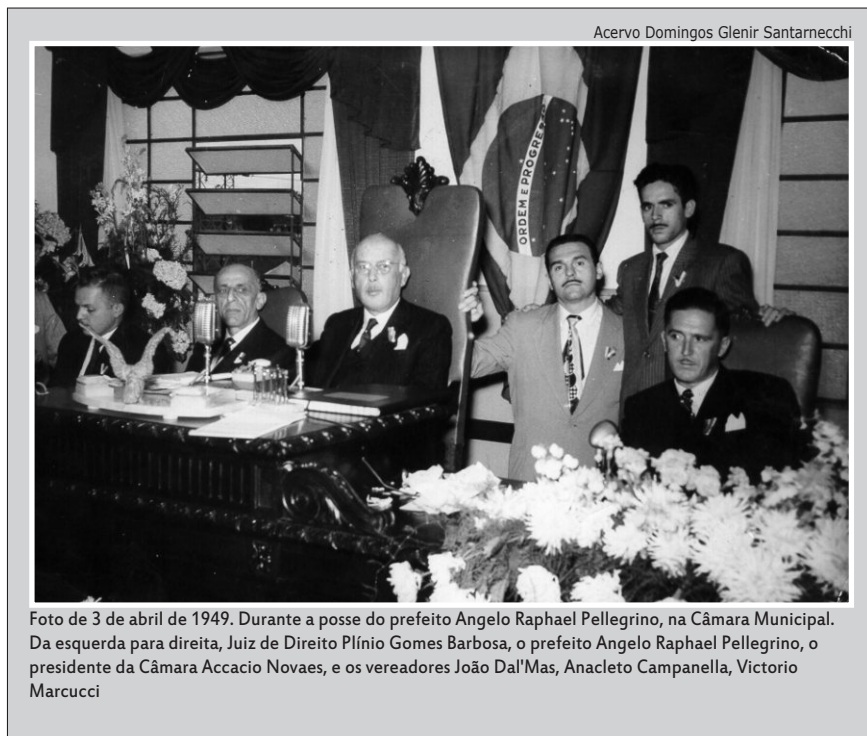 Acervo Domingos Glenir Santarnecchi
ORDEM E PROGRESSO
Foto de 3 de abril de 1949. Durante a posse do prefeito Angelo Raphael Pellegrino, na Câmara Municipal.
Da esquerda para direita, Juiz de Direito Plínio Gomes Barbosa, o prefeito Angelo Raphael Pellegrino, o
presidente da Câmara Accacio Novaes, e os vereadores João Dal'Mas, Anacleto Campanella, Victorio
Marcucci